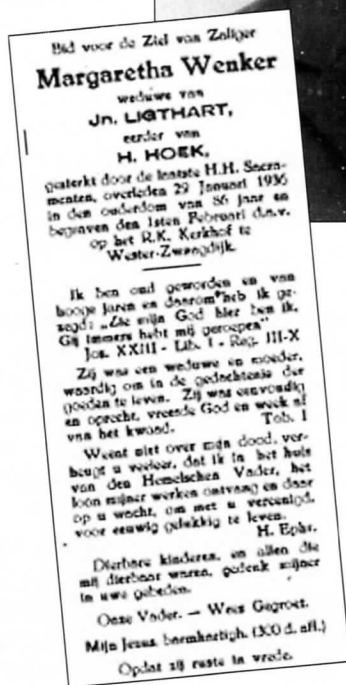 Bid voor de Ziel van Zaliger
Margaretha Wenker
weduwe van
Jn. LIGTHART,
eerder van
H. HOEK,
gesterkt door de laatste H.H. Sacra-
menten, overleden 29 Januari 1936
in den ouderdom van 86 jaar en
begraven den 1sten Februari d.a.v.
op het R.K. Kerkhof te
Wester-Zwaagdijk.
Ik ben oud geworden en van
hooge jaren en daarom heb ik ge-
zegd: „Zie mijn God hier ben ik,
Gij immers hebt mij geroepen"
Jos. XXIII - Lib. I - Reg. III-X
Zij was een weduwe en moeder,
waardig om in de gedachtenis der
goeden te leven. Zij was eenvoudig
en oprecht, vreesde God en week af
van het kwaad. Tob. I
Weent niet over mijn dood, ver-
heugt u veeleer, dat ik in het huis
van den Hemelschen Vader, het
loon mijner werken ontvang en daar
op u wacht, om met u vereenigd,
voor eeuwig gelukkig te leven.
H. Ephr.
Dierbare kinderen, en allen die
mij dierbaar waren, gedenk mijner
in uwe gebeden.
Onze Vader. — Wees Gegroet.
Mijn Jezus, barmhartigh. (300 d. afl.)
Opdat zij ruste in vrede.